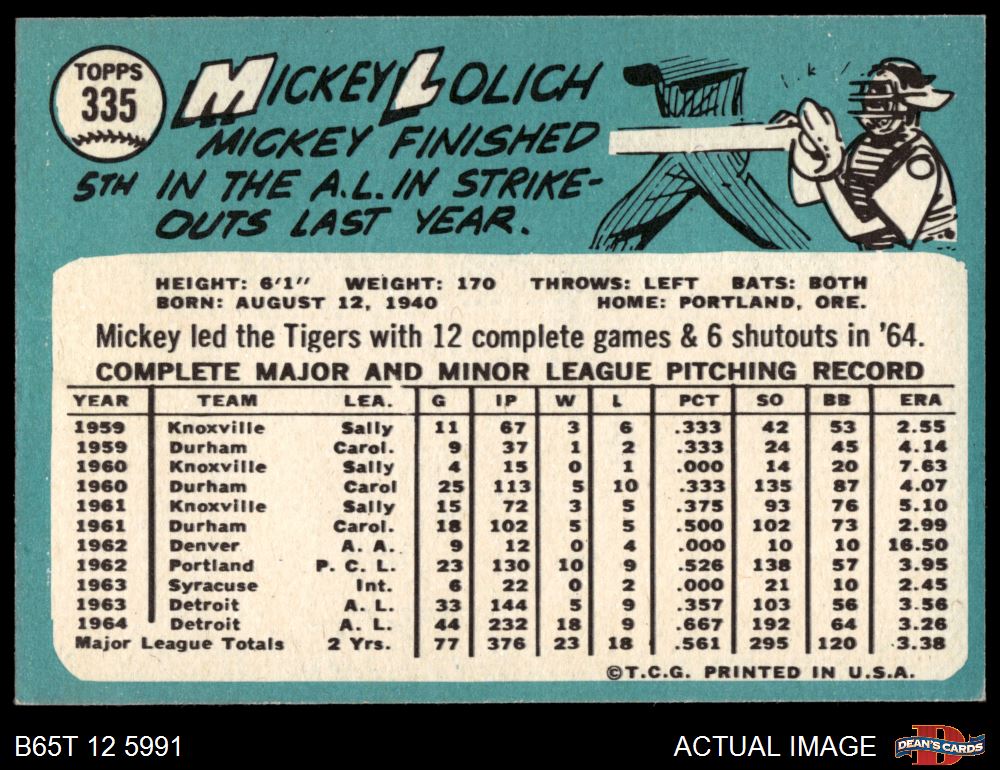 TOPPS
335
MICKEY LOLICH
MICKEY FINISHED
5TH IN THE A.L. IN STRIKE-
OUTS LAST YEAR.
HEIGHT: 6'1" WEIGHT: 170 THROWS: LEFT BATS: BOTH
BORN: AUGUST 12, 1940 HOME: PORTLAND, ORE.
Mickey led the Tigers with 12 complete games & 6 shutouts in '64.
COMPLETE MAJOR AND MINOR LEAGUE PITCHING RECORD
YEAR TEAM LEA. G IP W L PCT SO BB ERA
1959 Knoxville Sally 11 67 3 6 .333 42 53 2.55
1959 Durham Carol. 9 37 1 2 .333 24 45 4.14
1960 Knoxville Sally 4 15 0 1 .000 14 20 7.63
1960 Durham Carol 25 113 5 10 .333 135 87 4.07
1961 Knoxville Sally 15 72 3 5 .375 93 76 5.10
1961 Durham Carol. 18 102 5 5 .500 102 73 2.99
1962 Denver A. A. 9 12 0 4 .000 10 10 16.50
1962 Portland P. C. L. 23 130 10 9 .526 138 57 3.95
1963 Syracuse Int. 6 22 0 2 .000 21 10 2.45
1963 Detroit A. L. 33 144 5 9 .357 103 56 3.56
1964 Detroit A. L. 44 232 18 9 .667 192 64 3.26
Major League Totals 2 Yrs. 77 376 23 18 .561 295 120 3.38
©T.C.G. PRINTED IN U.S.A.
B65T 12 5991 ACTUAL IMAGE DEAN'S CARDS